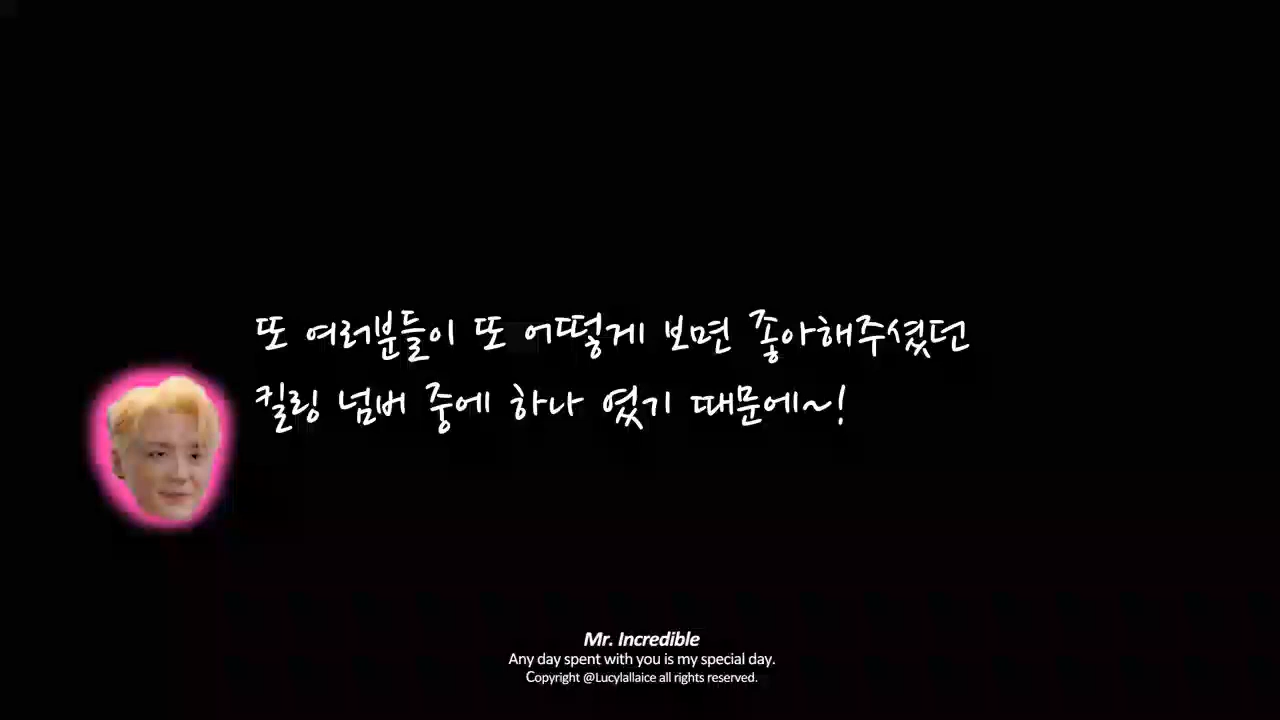 또 여러분들이 또 어떻게 보면 좋아해주셨던
킬링 넘버 중에 하나 였기 때문에~!
Mr. Incredible
Any day spent with you is my special day.
Copyright @Lucylallaice all rights reserved.